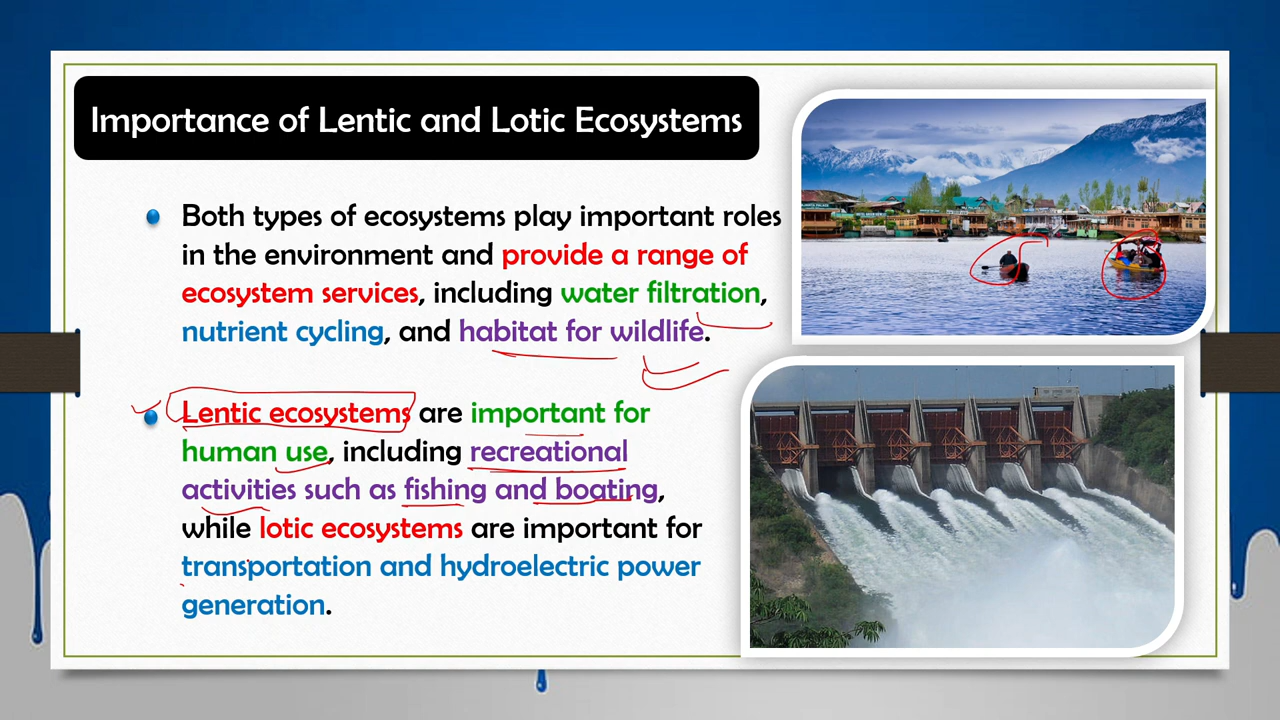 Importance of Lentic and Lotic Ecosystems
Both types of ecosystems play important roles
in the environment and provide a range of
ecosystem services, including water filtration,
nutrient cycling, and habitat for wildlife.
Lentic ecosystems are important for
human use, including recreational
activities such as fishing and boating,
while lotic ecosystems are important for
transportation and hydroelectric power
generation.